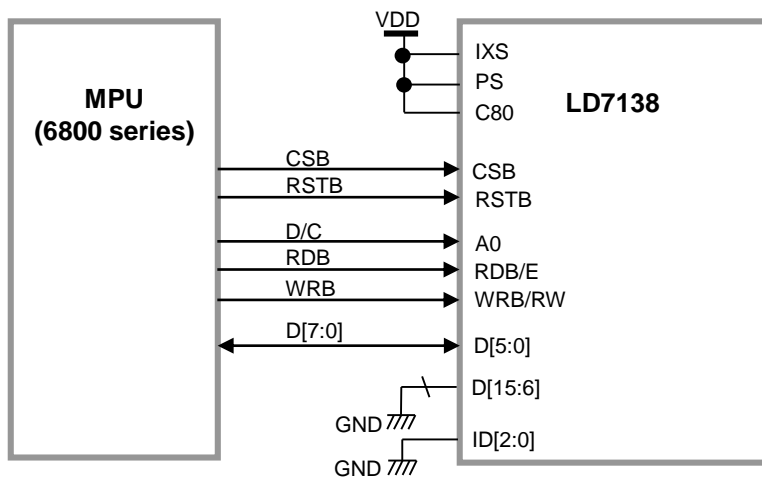 VDD
IXS
PS
C80
MPU
(6800 series)
LD7138
CSB
CSB
RSTB
RSTB
D/C
A0
RDB
RDB/E
WRB
WRB/RW
D[7:0]
D[5:0]
D[15:6]
GND
ID[2:0]
GND